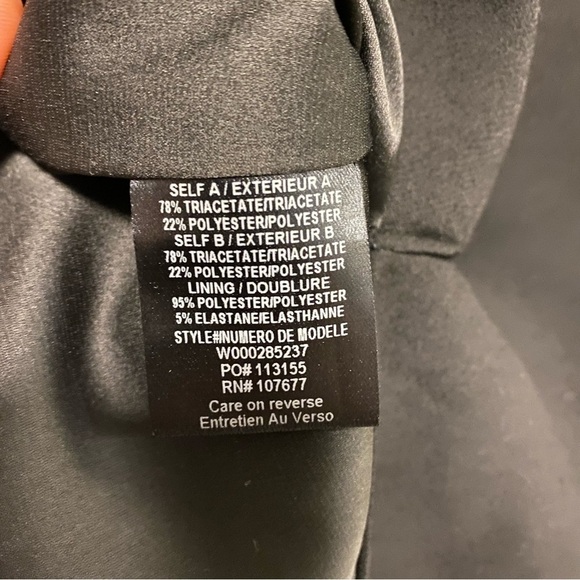 SELF A / EXTERIEUR A
78% TRIACETATE/TRIACETATE
22% POLYESTER/POLYESTER
SELF B / EXTERIEUR B
78% TRIACETATE/TRIACETATE
22% POLYESTER/POLYESTER
LINING / DOUBLURE
95% POLYESTER/POLYESTER
5% ELASTANE/ELASTHANNE
STYLE#/NUMERO DE MODELE
W000285237
PO# 113155
RN# 107677
Care on reverse
Entretien Au Verso